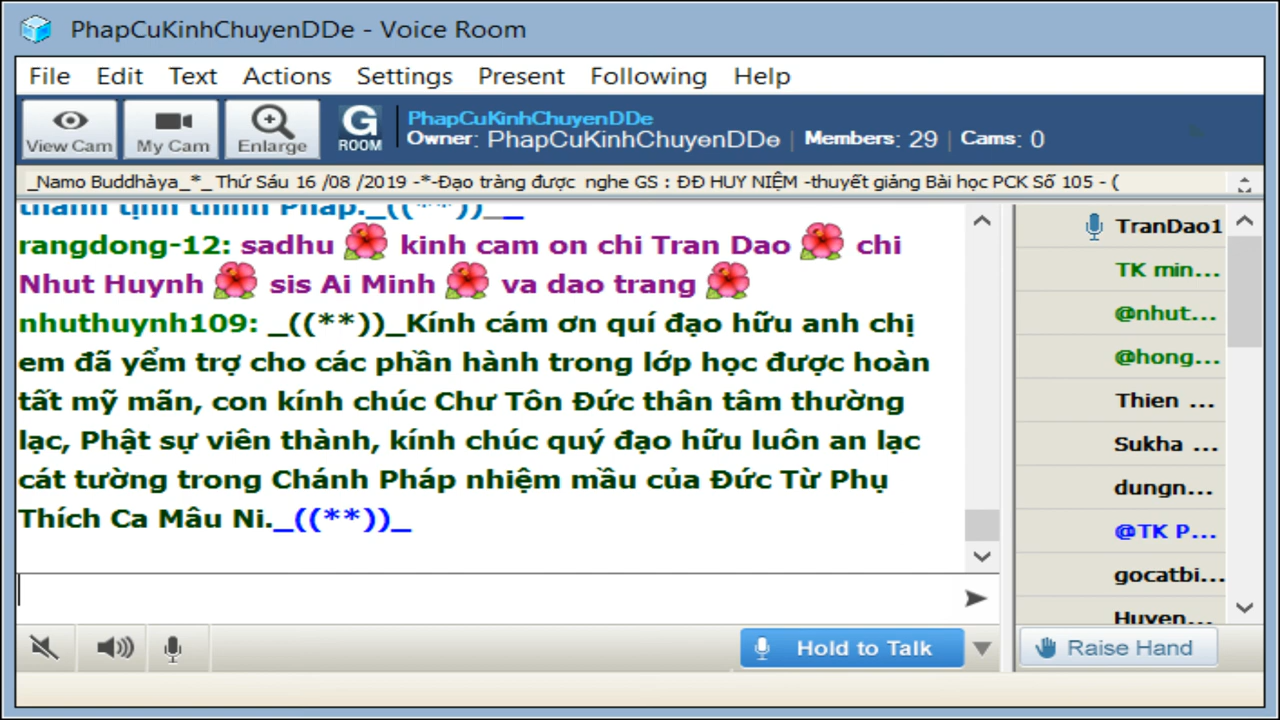 PhapCuKinhChuyenDDe - Voice Room
File Edit Text Actions Settings Present Following Help
View Cam My Cam Enlarge G ROOM
PhapCuKinhChuyenDDe
Owner: PhapCuKinhChuyenDDe | Members: 29 | Cams: 0
_Namo Buddhàya_*_ Thứ Sáu 16 /08 /2019 -*-Đạo tràng được nghe GS : ĐĐ HUY NIỆM -thuyết giảng Bài học PCK Số 105 - (
thanh tịnh thính Pháp._((**))__
rangdong-12: sadhu kinh cam on chi Tran Dao chi
Nhut Huynh sis Ai Minh va dao trang
nhuthuynh109: _((**))_Kính cám ơn quí đạo hữu anh chị
em đã yểm trợ cho các phần hành trong lớp học được hoàn
tất mỹ mãn, con kính chúc Chư Tôn Đức thân tâm thường
lạc, Phật sự viên thành, kính chúc quý đạo hữu luôn an lạc
cát tường trong Chánh Pháp nhiệm mầu của Đức Từ Phụ
Thích Ca Mâu Ni._((**))_
TranDao1
TK min...
@nhut...
@hong...
Thien ...
Sukha ...
dungn...
@TK P...
gocatbi...
Huyen...
Hold to Talk
Raise Hand